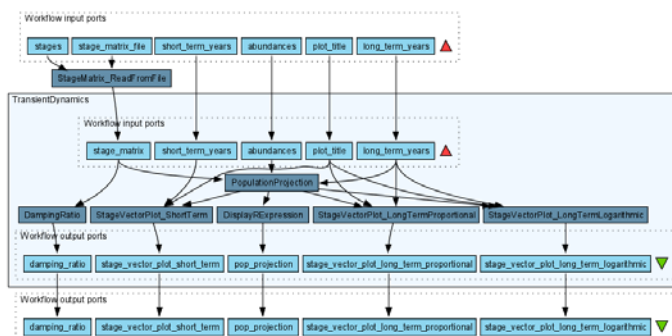 Workflow input ports
stages stage_matrix_file short_term_years abundances plot_title long_term_years
StageMatrix_ReadFromFile
TransientDynamics
Workflow input ports
stage_matrix short_term_years abundances plot_title long_term_years
PopulationProjection
DampingRatio StageVectorPlot_ShortTerm DisplayRExpression StageVectorPlot_LongTermProportional StageVectorPlot_LongTermLogarithmic
Workflow output ports
damping_ratio stage_vector_plot_short_term pop_projection stage_vector_plot_long_term_proportional stage_vector_plot_long_term_logarithmic
Workflow output ports
damping_ratio stage_vector_plot_short_term pop_projection stage_vector_plot_long_term_proportional stage_vector_plot_long_term_logarithmic